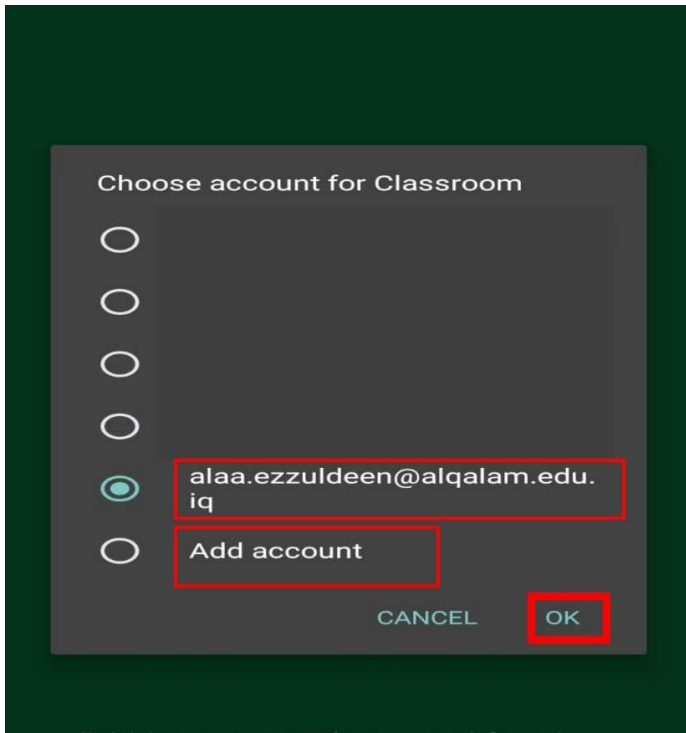 Choose account for Classroom
alaa.ezzuldeen@alqalam.edu.
iq
Add account
CANCEL OK